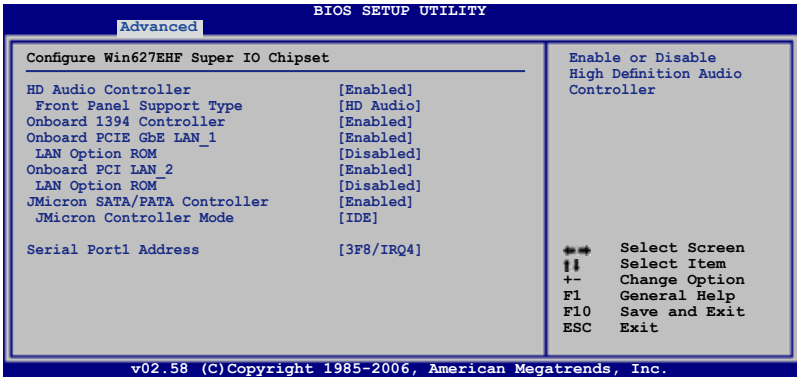 BIOS SETUP UTILITY
Advanced
Configure Win627EHF Super IO Chipset
HD Audio Controller [Enabled]
Front Panel Support Type [HD Audio]
Onboard 1394 Controller [Enabled]
Onboard PCIE GbE LAN_1 [Enabled]
LAN Option ROM [Disabled]
Onboard PCI LAN_2 [Enabled]
LAN Option ROM [Disabled]
JMicron SATA/PATA Controller [Enabled]
JMicron Controller Mode [IDE]
Serial Port1 Address [3F8/IRQ4]
Enable or Disable
High Definition Audio
Controller
←→ Select Screen
↑↓ Select Item
+- Change Option
F1 General Help
F10 Save and Exit
ESC Exit
v02.58 (C)Copyright 1985-2006, American Megatrends, Inc.